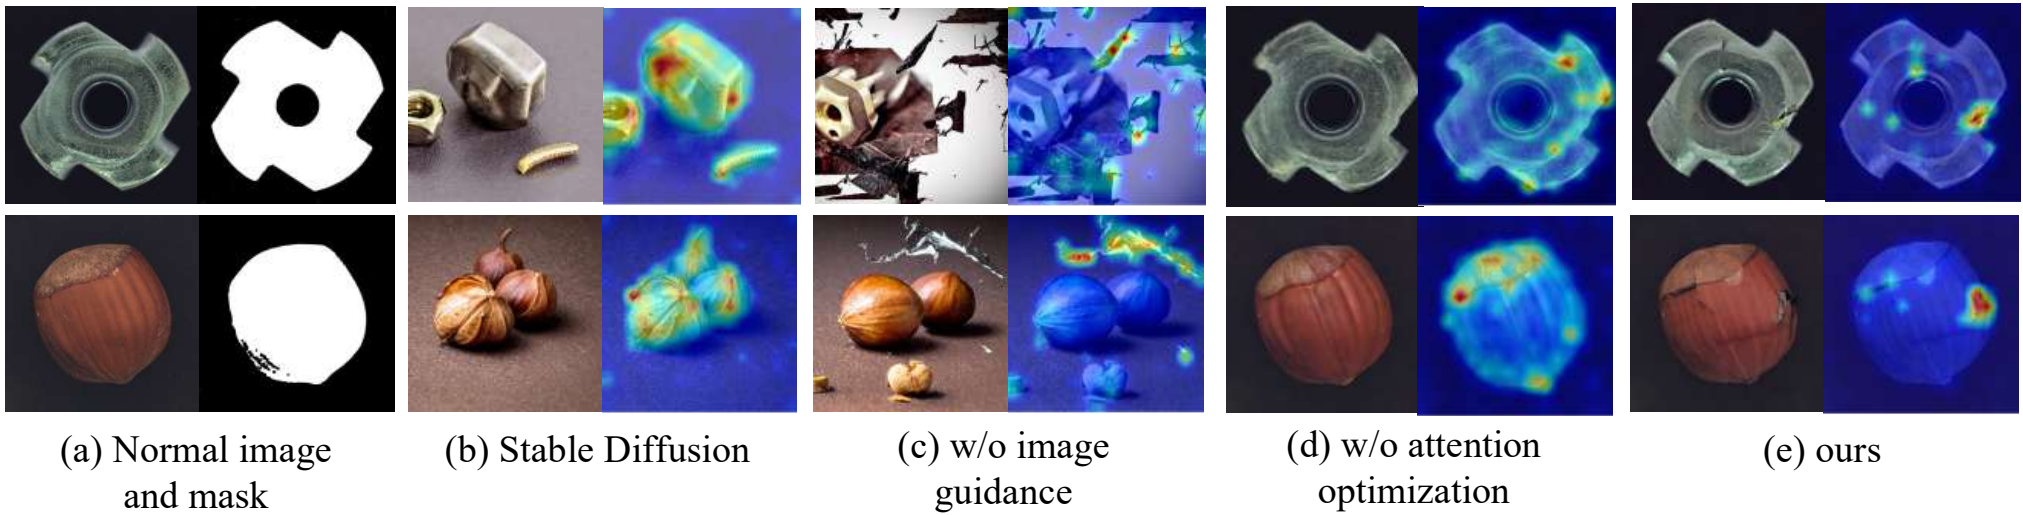 (a) Normal image
and mask
(b) Stable Diffusion
(c) w/o image
guidance
(d) w/o attention
optimization
(e) ours